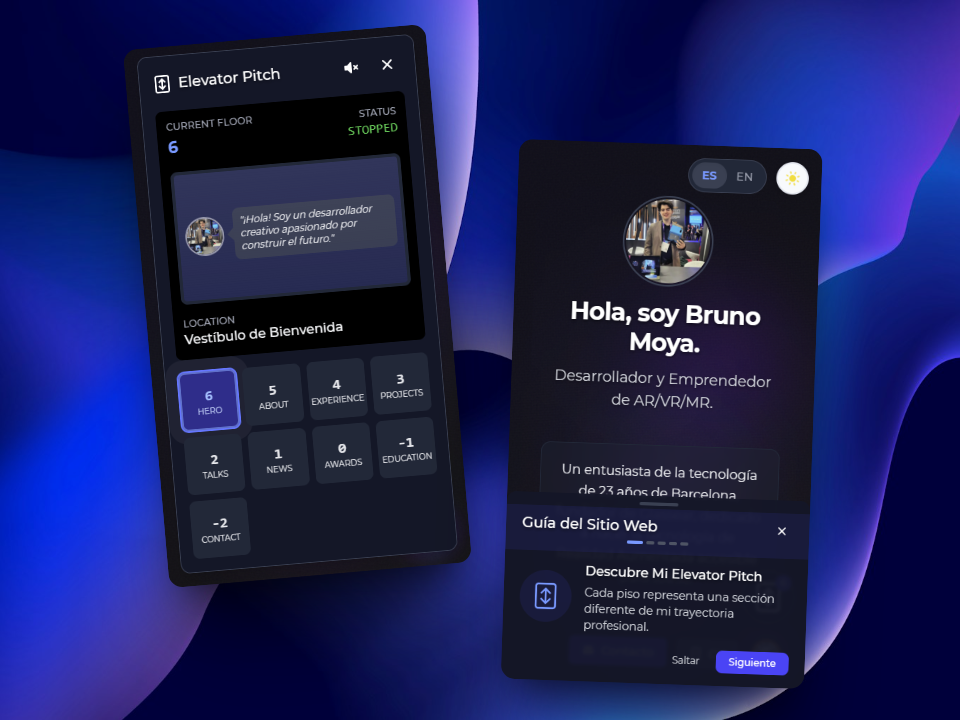 Elevator Pitch
CURRENT FLOOR
6
STATUS
STOPPED
"¡Hola! Soy un desarrollador
creativo apasionado por
construir el futuro."
LOCATION
Vestíbulo de Bienvenida
6
HERO
5
ABOUT
4
EXPERIENCE
3
PROJECTS
2
TALKS
1
NEWS
0
AWARDS
-1
EDUCATION
-2
CONTACT
ES EN
Hola, soy Bruno
Moya.
Desarrollador y Emprendedor
de AR/VR/MR.
Un entusiasta de la tecnología
de 23 años de Barcelona
Guía del Sitio Web
Descubre Mi Elevator Pitch
Cada piso representa una sección
diferente de mi trayectoria
profesional.
Saltar
Siguiente